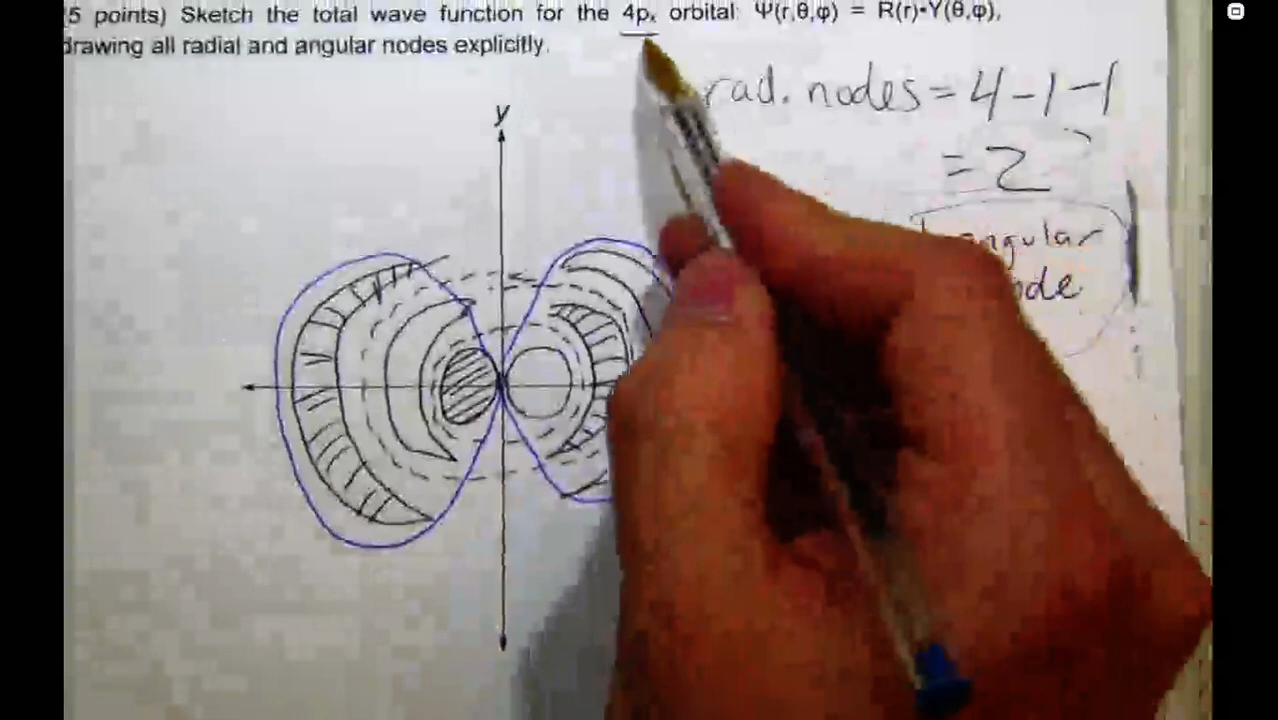 5 points) Sketch the total wave function for the 4pₓ orbital: Ψ(r,θ,φ) = R(r)•Y(θ,φ),
drawing all radial and angular nodes explicitly.
y
rad. nodes = 4-1-1
= 2
angular